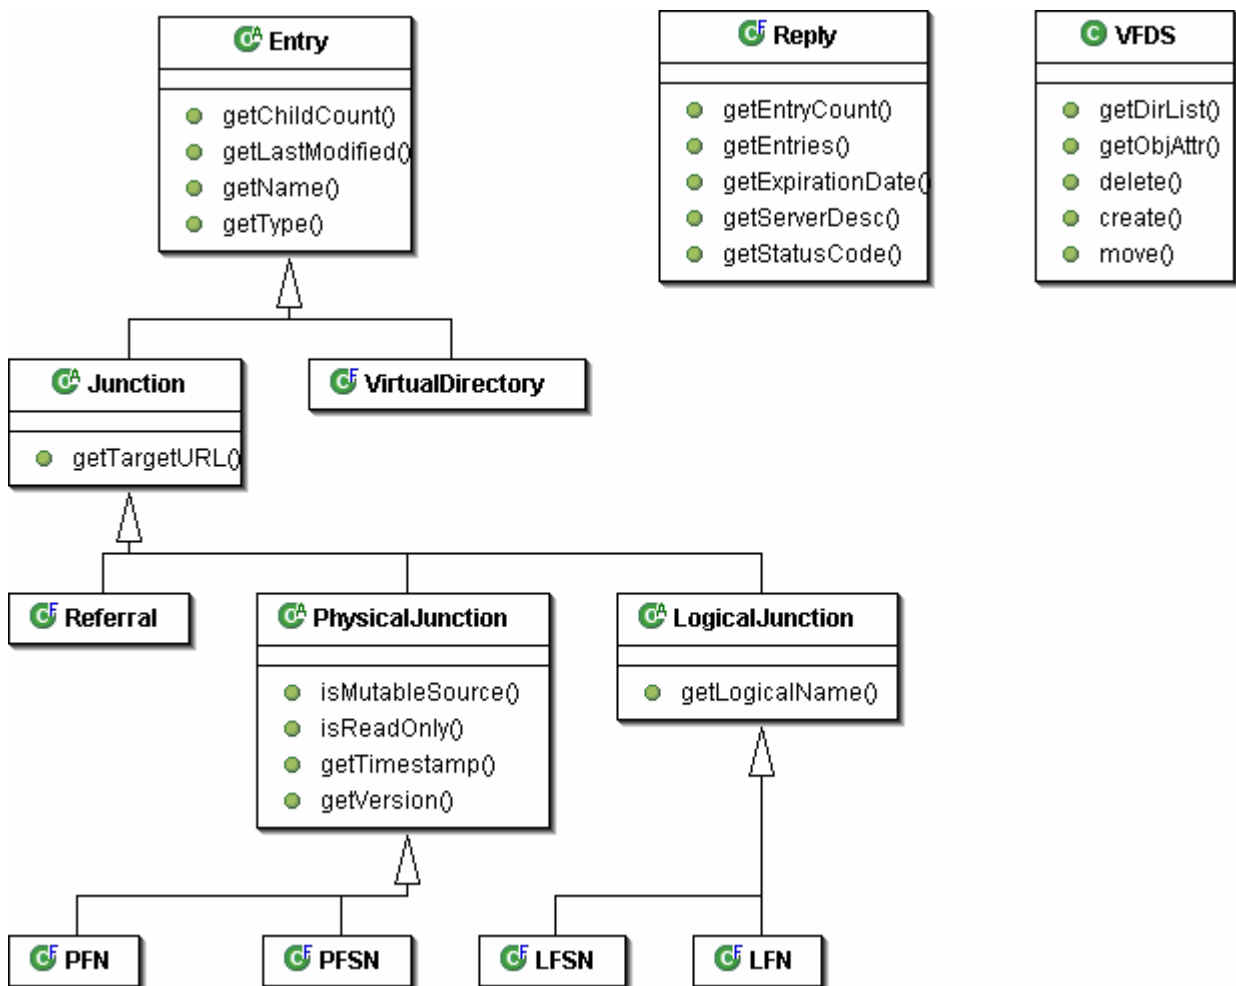 Entry
getChildCount()
getLastModified()
getName()
getType()
Reply
getEntryCount()
getEntries()
getExpirationDate()
getServerDesc()
getStatusCode()
VFDS
getDirList()
getObjAttr()
delete()
create()
move()
Junction
getTargetURL()
VirtualDirectory
Referral
PhysicalJunction
isMutableSource()
isReadOnly()
getTimestamp()
getVersion()
LogicalJunction
getLogicalName()
PFN
PFSN
LFSN
LFN